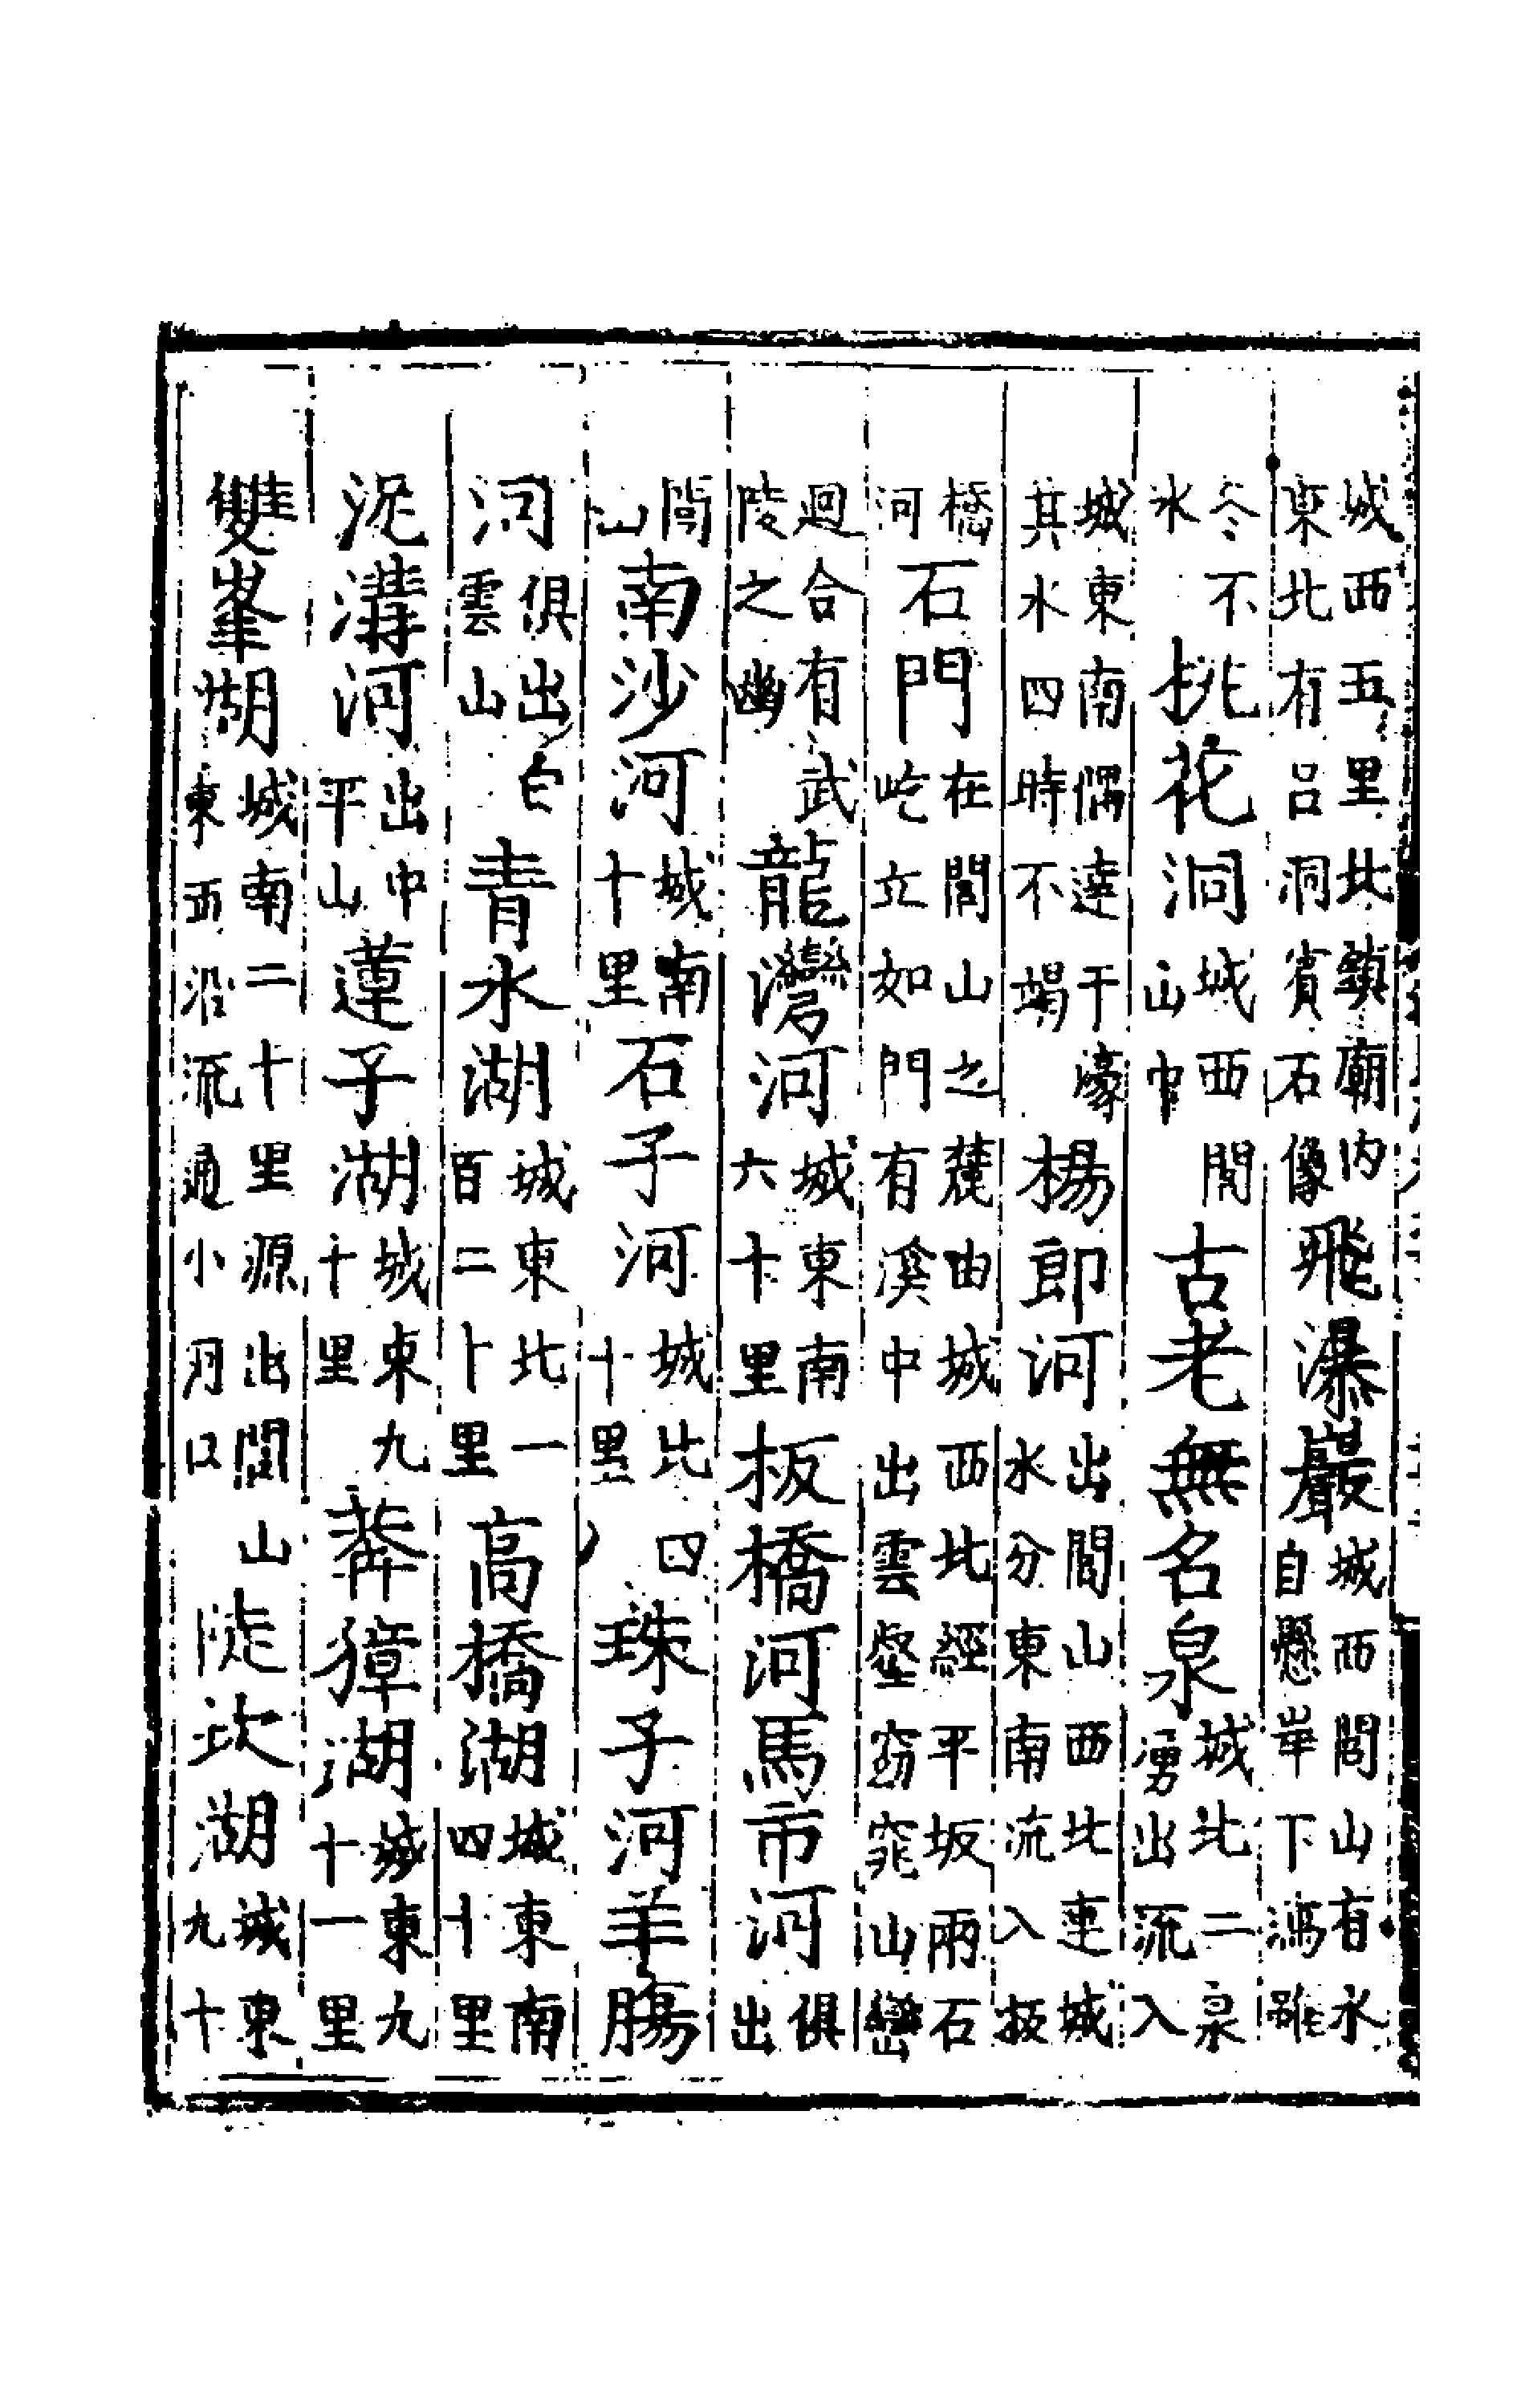 城西五里北鎮廟内東北有呂洞賓石像飛瀑巖城西閭山有水自懸岸下瀉雖
冬不氷桃花洞城西閭山中古老無名泉城北二泉湧出流入
城東南隅達于濠其水四時不竭楊郎河出閭山西北連城水分東南流入板
橋河石門在閭山之麓由城西北經平坂兩石屹立如門有溪中出雲壑窈窕山巒
迴合有武陵之幽龍灣河城東南六十里板橋河馬市河俱出
閭山南沙河城南十里石子河城北四十里珠子河羊腸
河俱出白雲山青水湖城東北一百二十里高橋湖城東南四十里
泥溝河出中平山蓮子湖城東九十里莾獐湖城東九十一里
雙峯湖城南二十里源出閭山東西沿流通小河口陡坎湖城東九十